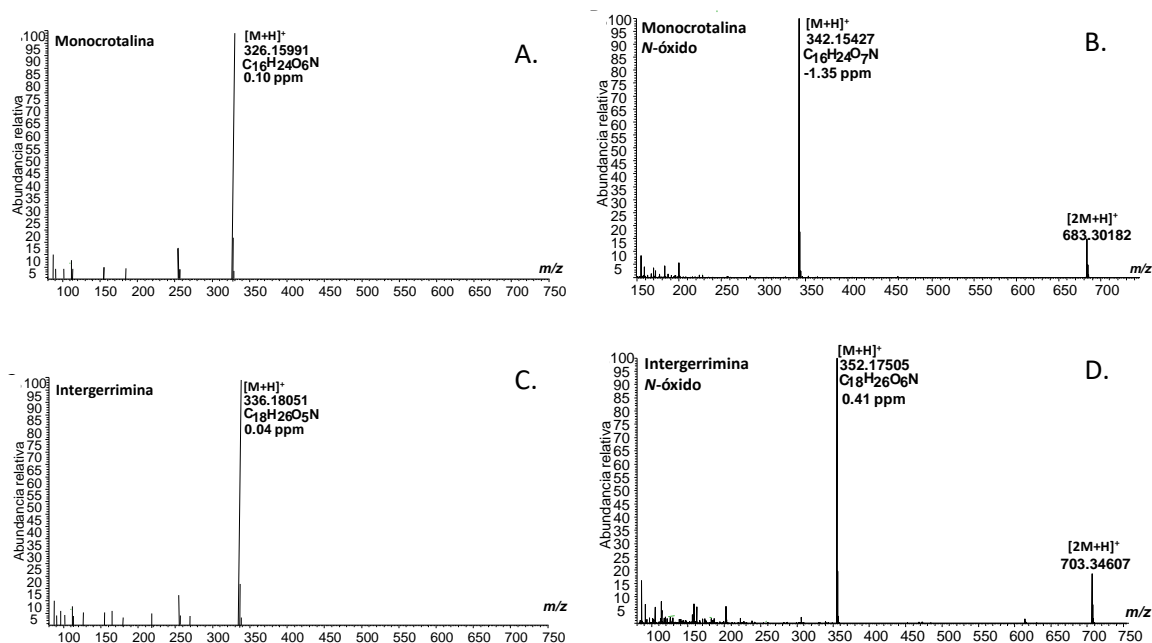 Monocrotalina
[M+H]+
326.15991
C16H24O6N
0.10 ppm
A.
Abundancia relativa
100
95
90
85
80
75
70
65
60
55
50
45
40
35
30
25
20
15
10
5
m/z
100 150 200 250 300 350 400 450 500 550 600 650 700 750
Monocrotalina
N-óxido
[M+H]+
342.15427
C16H24O7N
-1.35 ppm
B.
[2M+H]+
683.30182
Abundancia relativa
100
95
90
85
80
75
70
65
60
55
50
45
40
35
30
25
20
15
10
5
m/z
150 200 250 300 350 400 450 500 550 600 650 700
Intergerrimina
[M+H]+
336.18051
C18H26O5N
0.04 ppm
C.
Abundancia relativa
100
95
90
85
80
75
70
65
60
55
50
45
40
35
30
25
20
15
10
5
m/z
100 150 200 250 300 350 400 450 500 550 600 650 700 750
Intergerrimina
N-óxido
[M+H]+
352.17505
C18H26O6N
0.41 ppm
D.
[2M+H]+
703.34607
Abundancia relativa
100
95
90
85
80
75
70
65
60
55
50
45
40
35
30
25
20
15
10
5
m/z
100 150 200 250 300 350 400 450 500 550 600 650 700 750